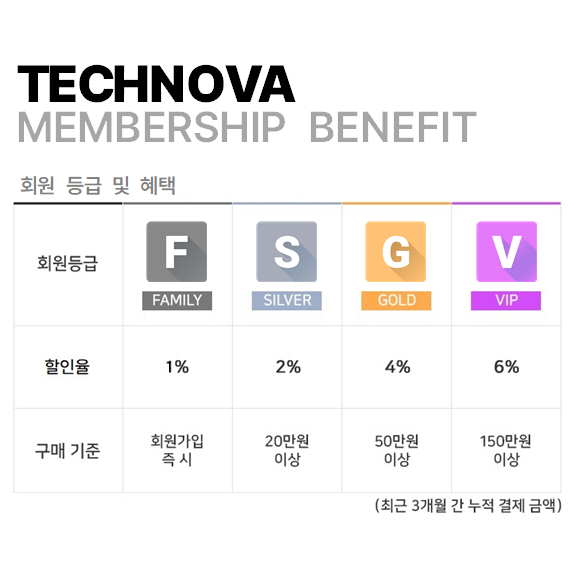 TECHNOVA
MEMBERSHIP BENEFIT
회원 등급 및 혜택
회원등급 F S G V
FAMILY SILVER GOLD VIP
할인율 1% 2% 4% 6%
구매 기준 회원가입 즉 시 20만원 이상 50만원 이상 150만원 이상
(최근 3개월 간 누적 결제 금액)